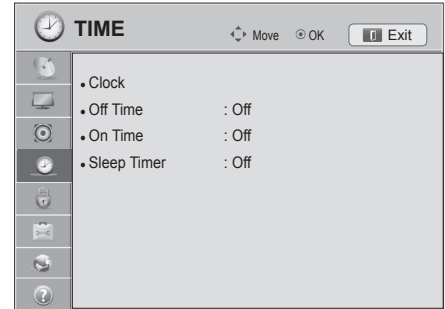 TIME Move OK Exit
• Clock
• Off Time : Off
• On Time : Off
• Sleep Timer : Off
?